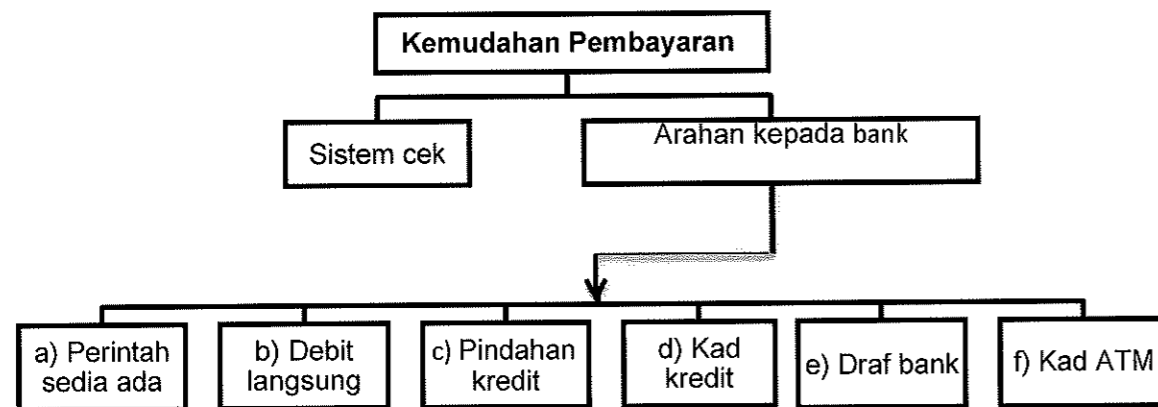 Kemudahan Pembayaran
Sistem cek
Arahan kepada bank
a) Perintah
sedia ada
b) Debit
langsung
c) Pindahan
kredit
d) Kad
kredit
e) Draf bank
f) Kad ATM